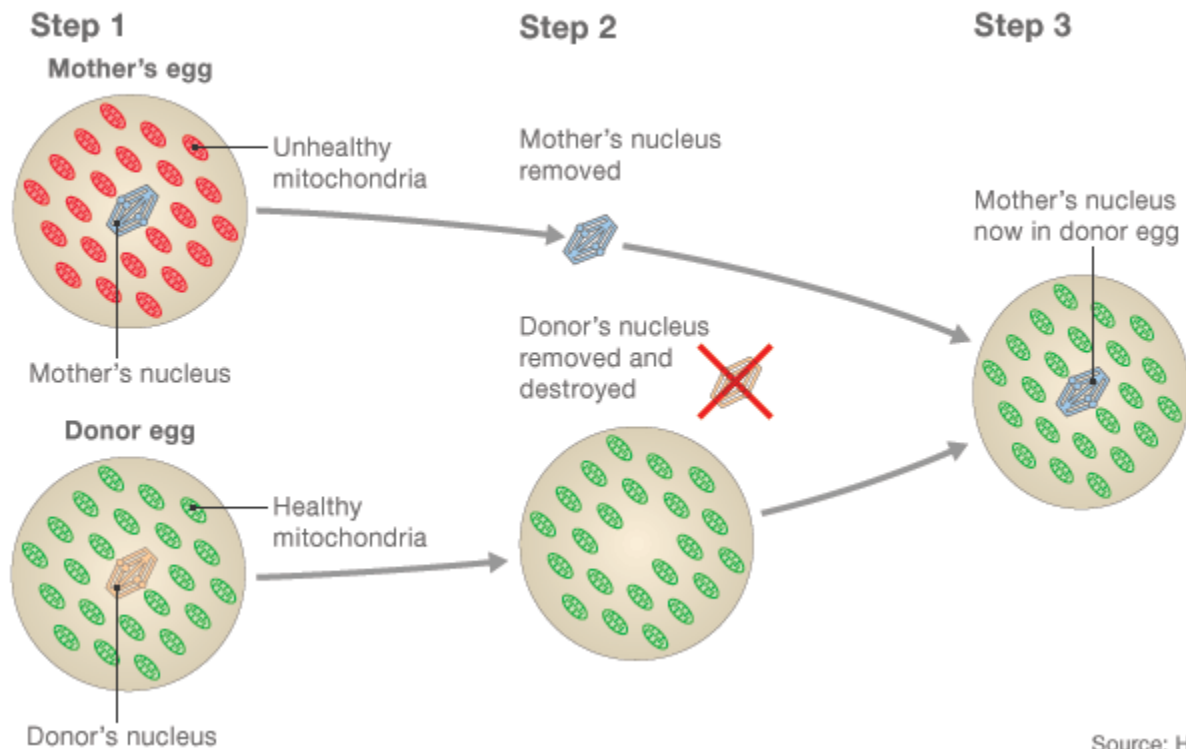 Step 1
Step 2
Step 3
Mother's egg
Unhealthy
mitochondria
Mother's nucleus
removed
Mother's nucleus
now in donor egg
Mother's nucleus
Donor's nucleus
removed and
destroyed
Donor egg
Healthy
mitochondria
Donor's nucleus
Source: H